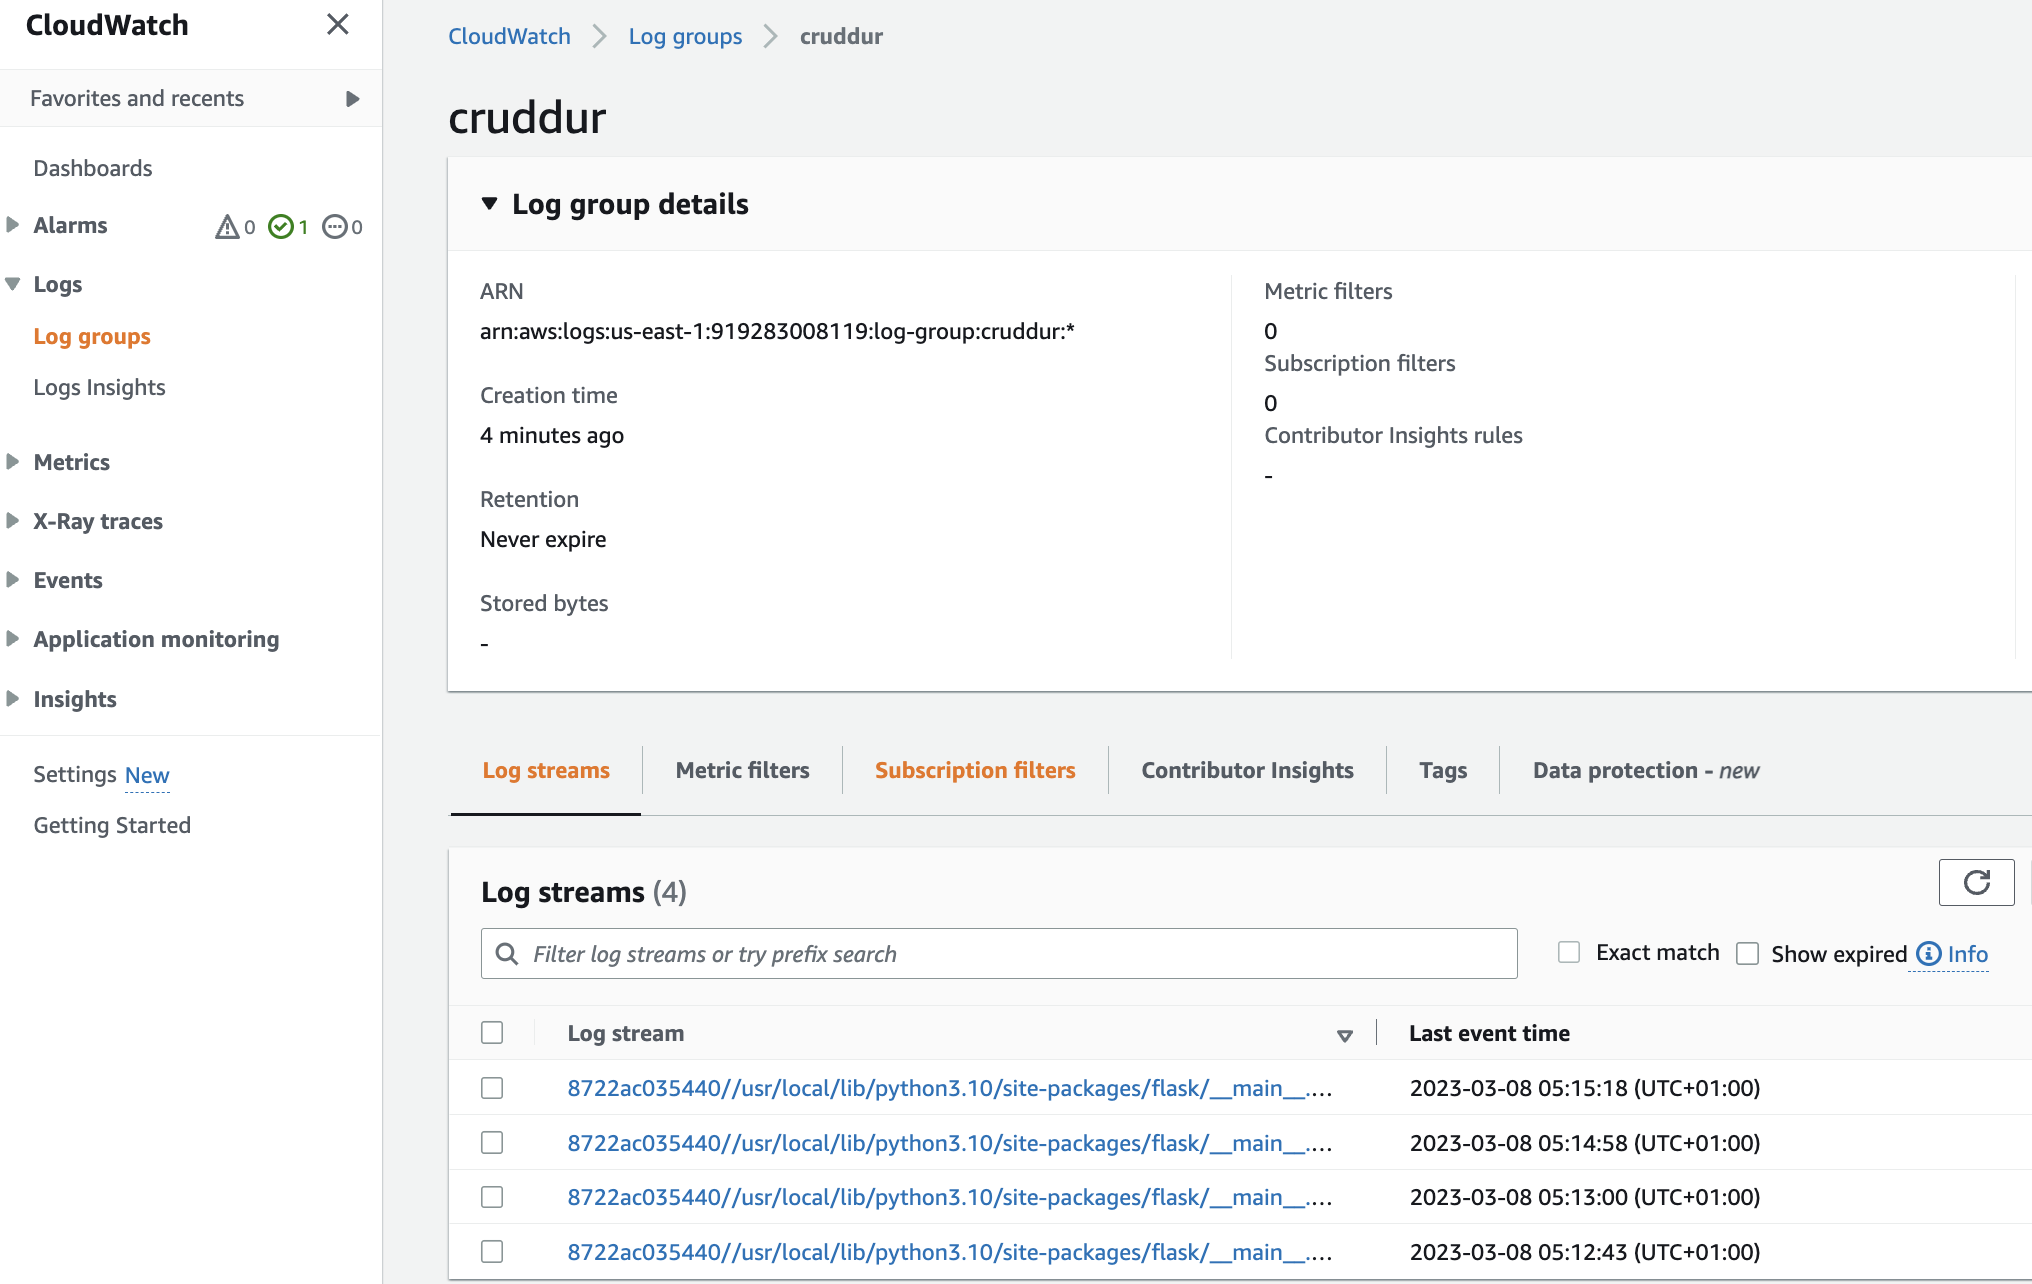 CloudWatch
Favorites and recents
Dashboards
Alarms 0 1 0
Logs
Log groups
Logs Insights
Metrics
X-Ray traces
Events
Application monitoring
Insights
Settings New
Getting Started
CloudWatch Log groups cruddur
cruddur
Log group details
ARN
arn:aws:logs:us-east-1:919283008119:log-group:cruddur:*
Creation time
4 minutes ago
Retention
Never expire
Stored bytes
-
Metric filters
0
Subscription filters
0
Contributor Insights rules
-
Log streams Metric filters Subscription filters Contributor Insights Tags Data protection - new
Log streams (4)
Filter log streams or try prefix search Exact match Show expired Info
Log stream Last event time
8722ac035440//usr/local/lib/python3.10/site-packages/flask/__main__.... 2023-03-08 05:15:18 (UTC+01:00)
8722ac035440//usr/local/lib/python3.10/site-packages/flask/__main__.... 2023-03-08 05:14:58 (UTC+01:00)
8722ac035440//usr/local/lib/python3.10/site-packages/flask/__main__.... 2023-03-08 05:13:00 (UTC+01:00)
8722ac035440//usr/local/lib/python3.10/site-packages/flask/__main__.... 2023-03-08 05:12:43 (UTC+01:00)